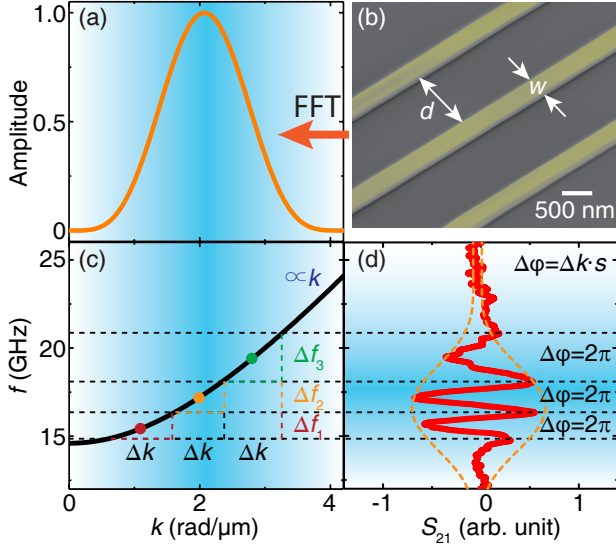 (a)
Amplitude
1.0
0.5
0
FFT
(b)
d
w
500 nm
(c)
∝k
f (GHz)
25
20
15
Δf3
Δf2
Δf1
Δk Δk Δk
0 2 4
k (rad/μm)
(d)
Δφ=Δk·s
Δφ=2π
Δφ=2π
Δφ=2π
-1 0 1
S21 (arb. unit)